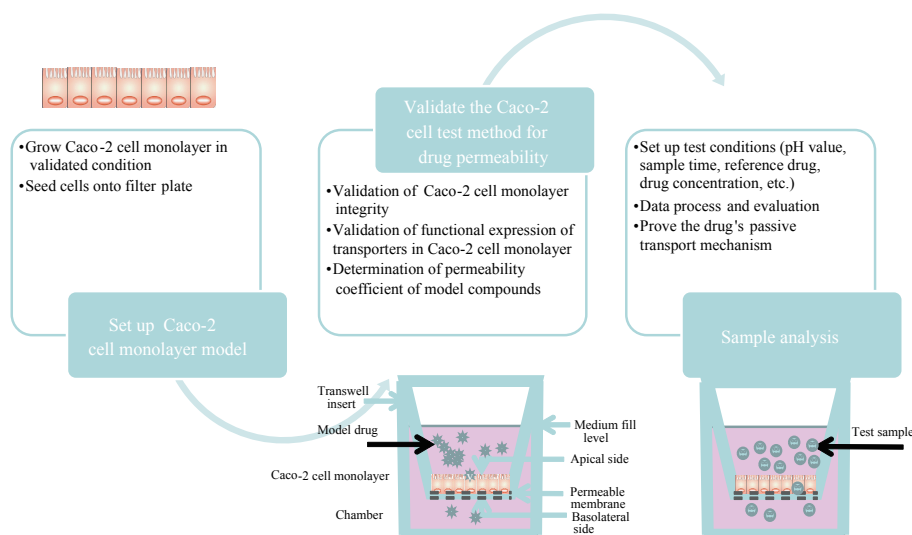 •Grow Caco-2 cell monolayer in
validated condition
•Seed cells onto filter plate
Set up Caco-2
cell monolayer model
Validate the Caco-2
cell test method for
drug permeability
•Validation of Caco-2 cell monolayer
integrity
•Validation of functional expression of
transporters in Caco-2 cell monolayer
•Determination of permeability
coefficient of model compounds
•Set up test conditions (pH value,
sample time, reference drug,
drug concentration, etc.)
•Data process and evaluation
•Prove the drug's passive
transport mechanism
Sample analysis
Transwell
insert
Model drug
Caco-2 cell monolayer
Chamber
Medium fill
level
Apical side
Permeable
membrane
Basolateral
side
Test sample